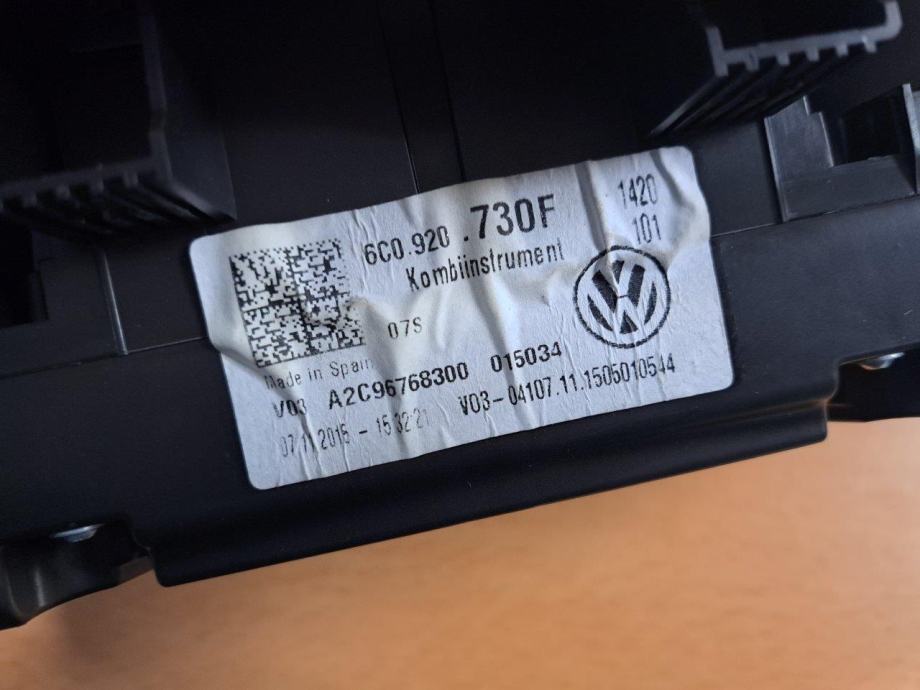 6C0.920 .730F
1420
101
Kombiinstrument
07S
Made in Spain
V03 A2C96768300 015034
07.11.2015 - 15:32:21 V03-04107.11.1505010544